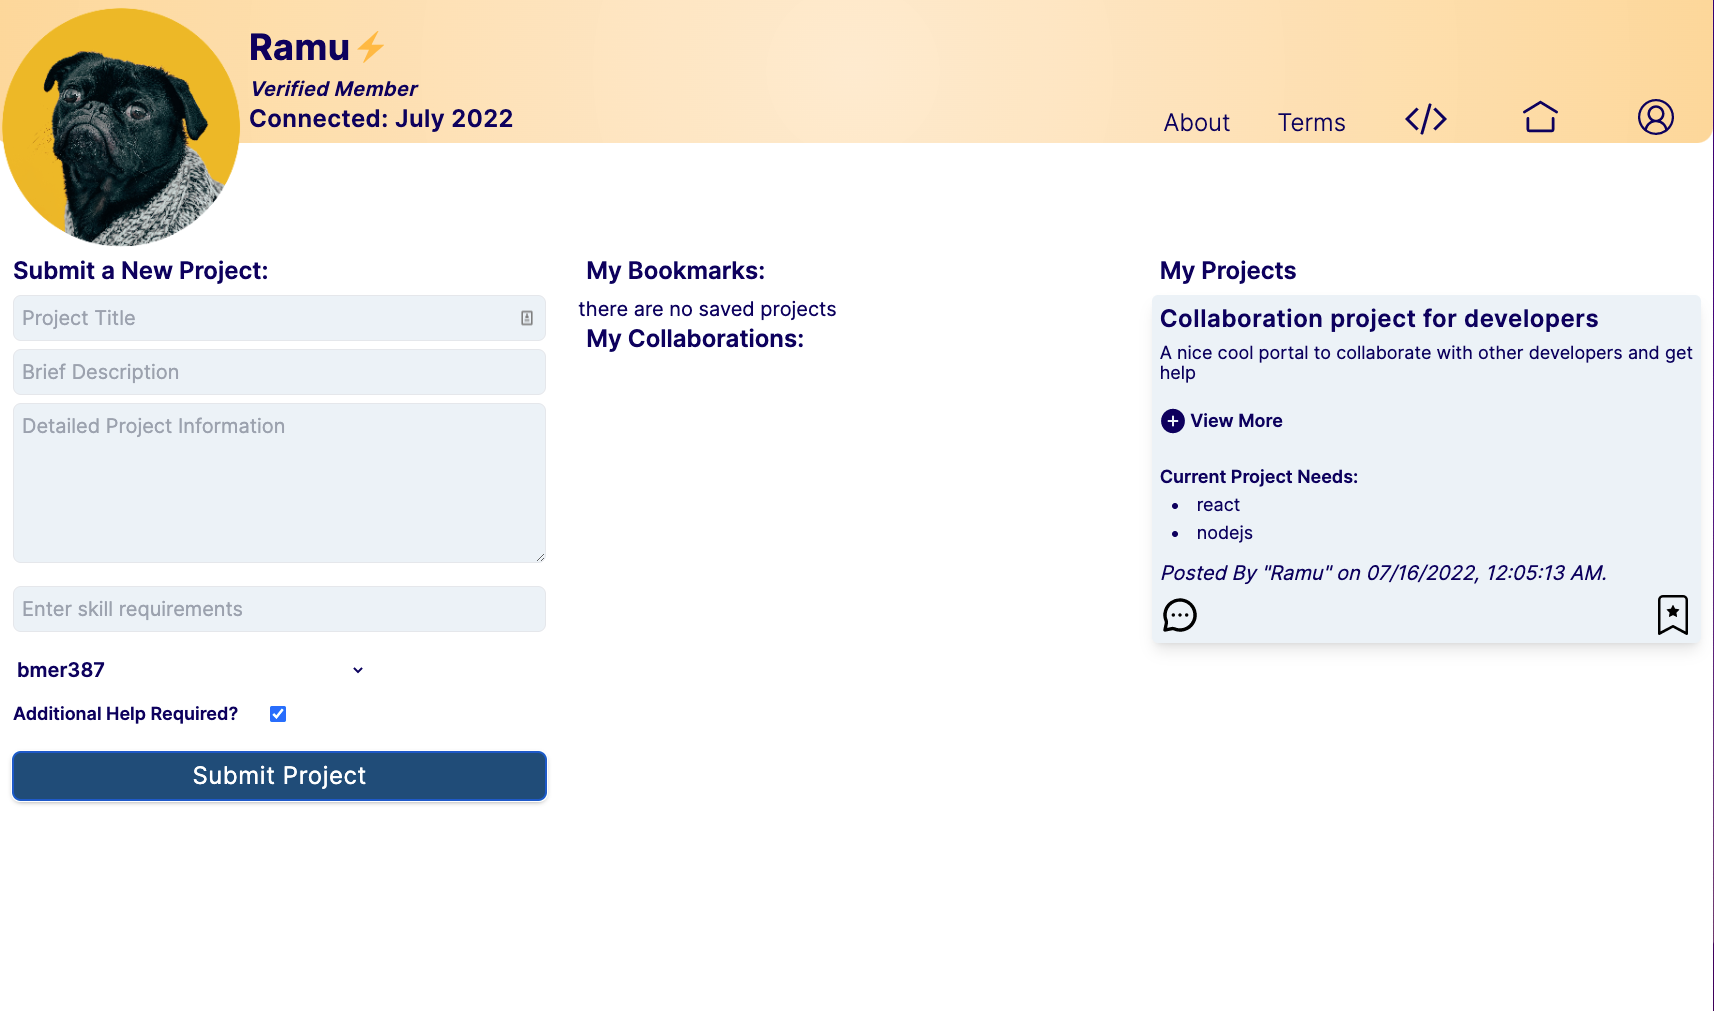 Ramu⚡
Verified Member
Connected: July 2022
About
Terms
Submit a New Project:
Project Title
Brief Description
Detailed Project Information
Enter skill requirements
bmer387
Additional Help Required?
Submit Project
My Bookmarks:
there are no saved projects
My Collaborations:
My Projects
Collaboration project for developers
A nice cool portal to collaborate with other developers and get
help
View More
Current Project Needs:
• react
• nodejs
Posted By "Ramu" on 07/16/2022, 12:05:13 AM.